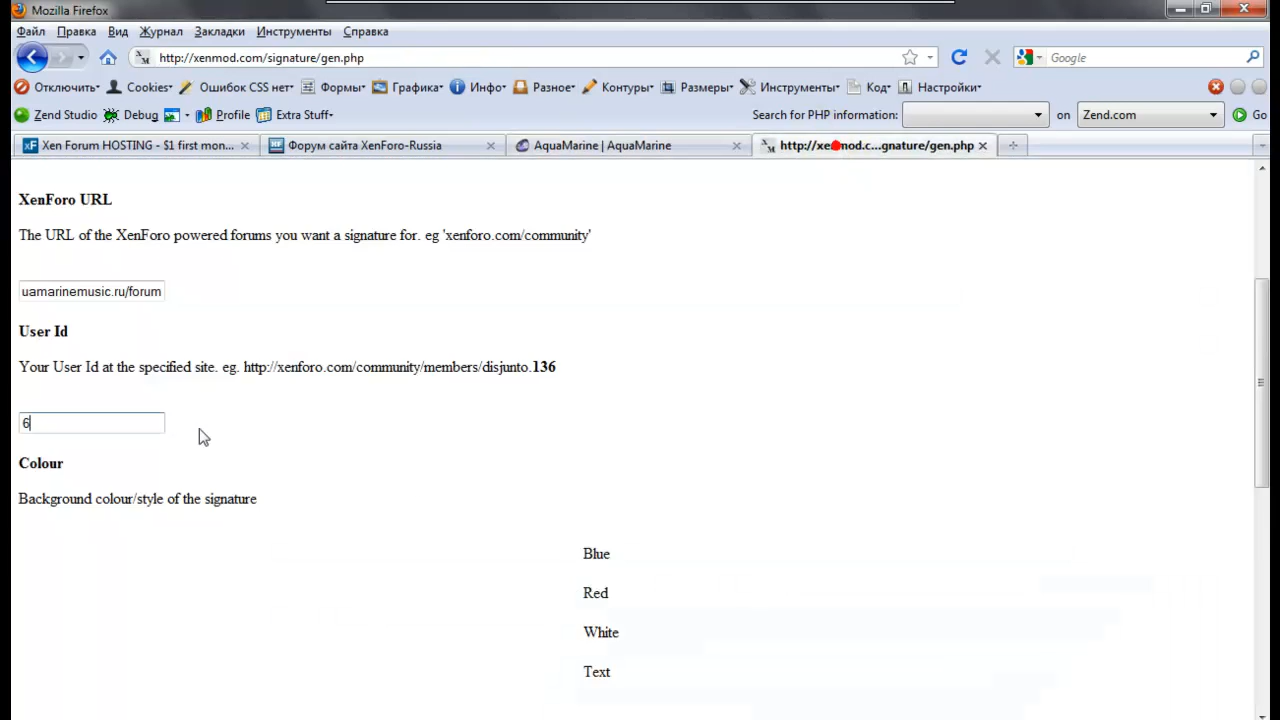 Mozilla Firefox
Файл Правка Вид Журнал Закладки Инструменты Справка
http://xenmod.com/signature/gen.php
Google
Отключить Cookies Ошибок CSS нет Формы Графика Инфо Разное Контуры Размеры Инструменты Код Настройки
Zend Studio Debug Profile Extra Stuff Search for PHP information: on Zend.com Go
Xen Forum HOSTING - $1 first mon... Форум сайта XenForo-Russia AquaMarine | AquaMarine http://xenmod.c...gnature/gen.php
XenForo URL
The URL of the XenForo powered forums you want a signature for. eg 'xenforo.com/community'
uamarinemusic.ru/forum
User Id
Your User Id at the specified site. eg. http://xenforo.com/community/members/disjunto.136
6
Colour
Background colour/style of the signature
Blue
Red
White
Text